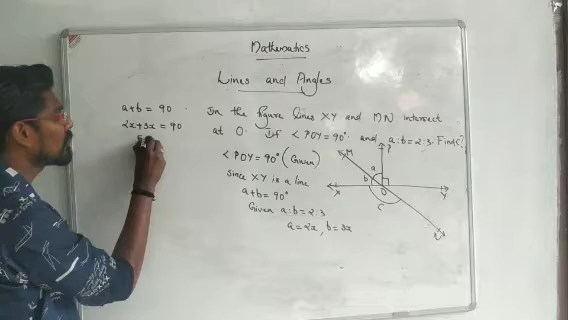 Mathematics
Lines and Angles
a+b = 90
2x+3x = 90
5
In the figure lines XY and MN intersect
at O. If < POY = 90° and a:b = 2:3. Find C?
< POY = 90° (Given)
Since XY is a line
a+b = 90°
Given a:b = 2:3
a = 2x, b = 3x
M
P
a
b
X
O
Y
C
N